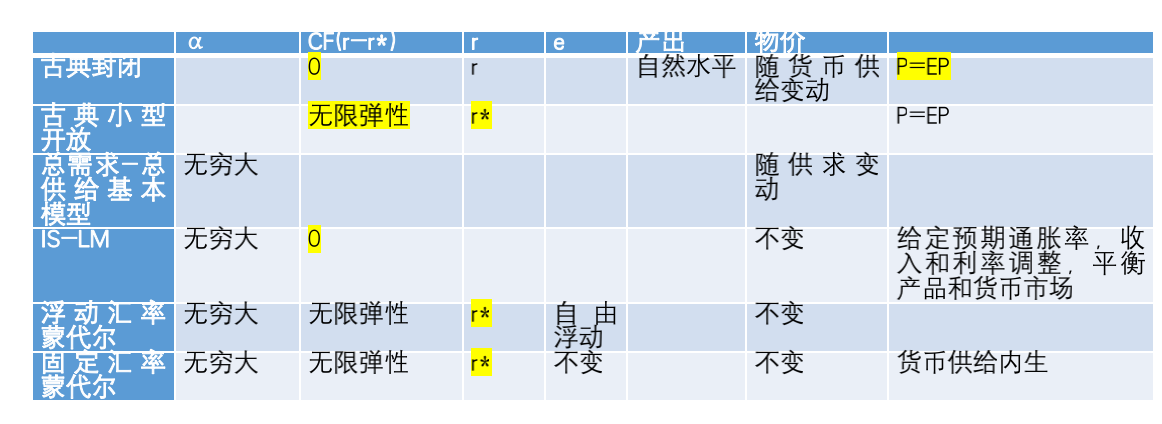 α CF(r-r*) r e 产出 物价
古典封闭 0 r 自然水平 随货币供给变动 P=EP
古典小型开放 无限弹性 r* P=EP
总需求-总供给基本模型 无穷大 随供求变动
IS-LM 无穷大 0 不变 给定预期通胀率，收入和利率调整，平衡产品和货币市场
浮动汇率蒙代尔 无穷大 无限弹性 r* 自由浮动 不变
固定汇率蒙代尔 无穷大 无限弹性 r* 不变 不变 货币供给内生